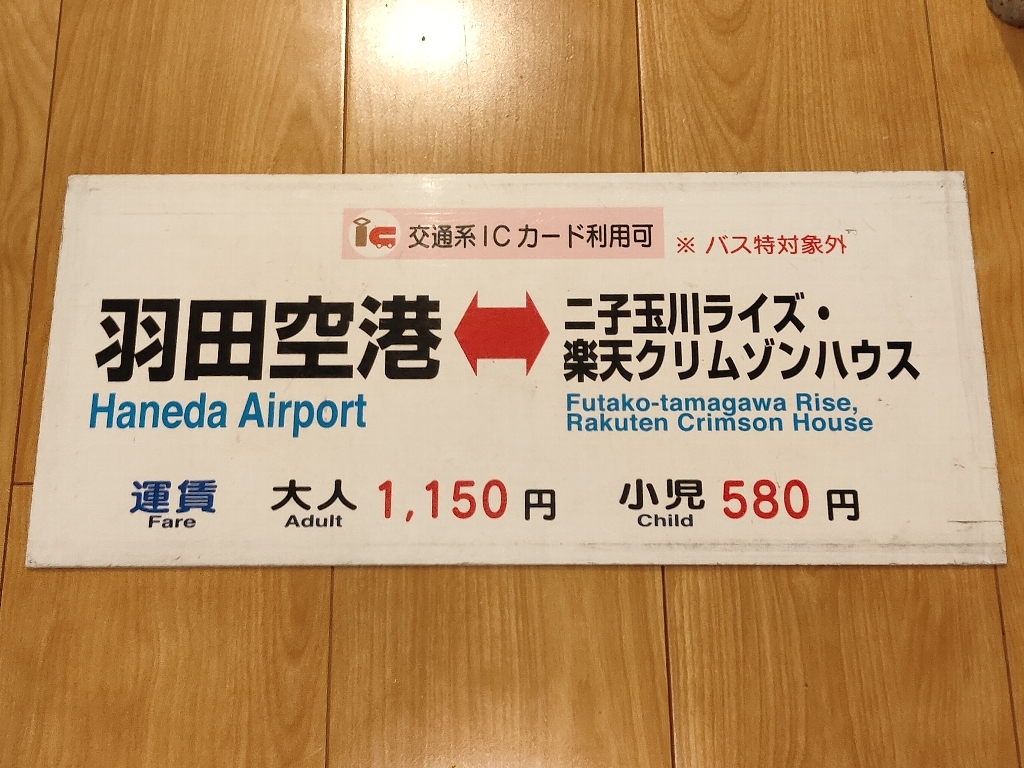 ic 交通系ICカード利用可 ※ バス特対象外
羽田空港 ⇔ 二子玉川ライズ・
楽天クリムゾンハウス
Haneda Airport
Futako-tamagawa Rise,
Rakuten Crimson House
運賃 大人 1,150 円 小児 580 円
Fare Adult Child